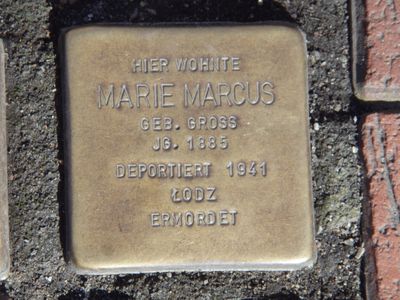 HIER WOHNTE
MARIE MARCUS
GEB. GROSS
JG. 1885
DEPORTIERT 1941
ŁODZ
ERMORDET